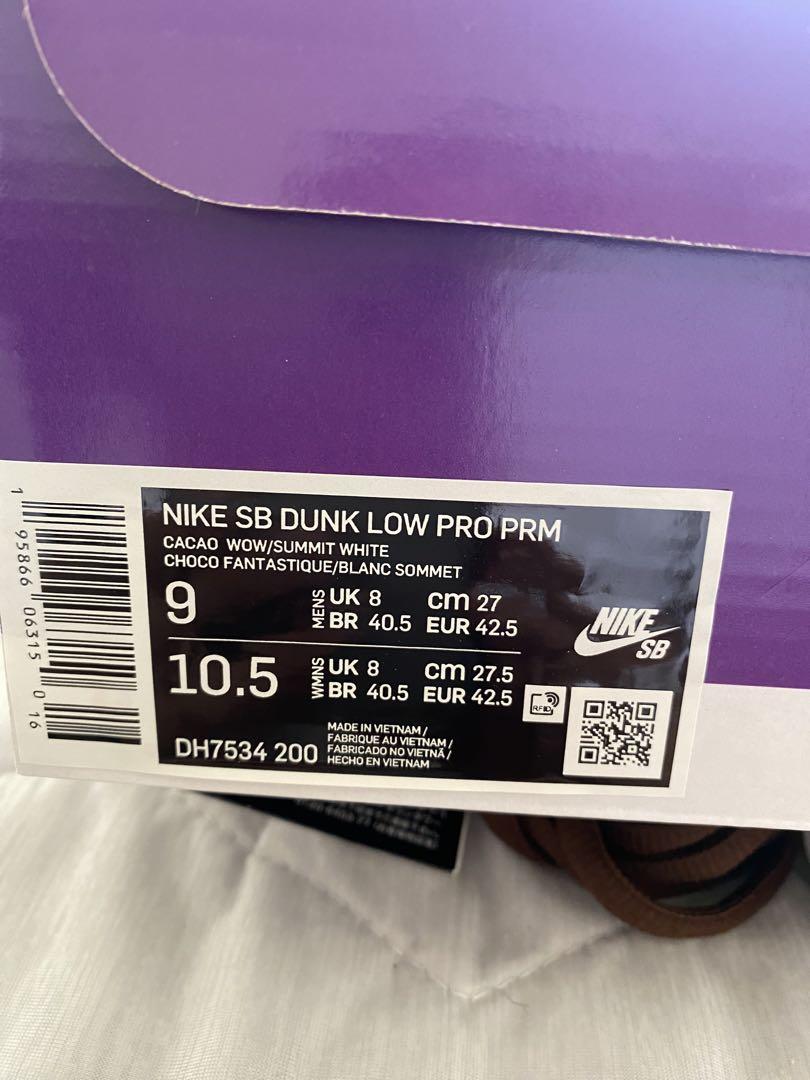 NIKE SB DUNK LOW PRO PRM
CACAO WOW/SUMMIT WHITE
CHOCO FANTASTIQUE/BLANC SOMMET
9 MENS UK 8 cm 27
BR 40.5 EUR 42.5
10.5 WMNS UK 8 cm 27.5
BR 40.5 EUR 42.5
NIKE
SB
RFID
DH7534 200
MADE IN VIETNAM /
FABRIQUE AU VIETNAM /
FABRICADO NO VIETNÃ /
HECHO EN VIETNAM
1 95866 06315 0 16